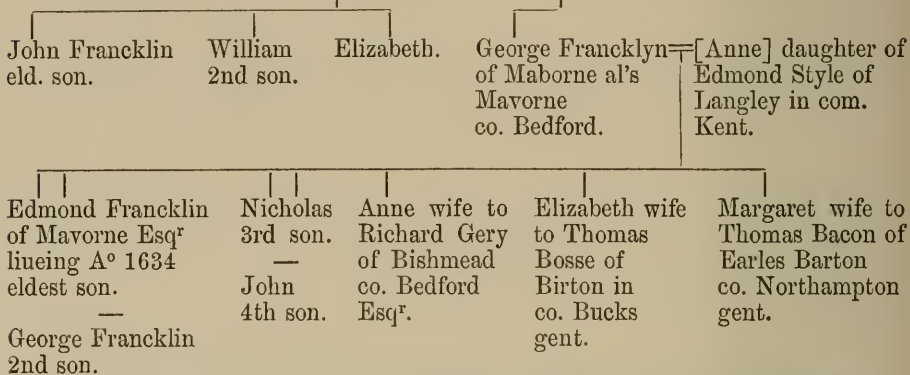 John Francklin
eld. son.
William
2nd son.
Elizabeth.
George Francklyn=[Anne] daughter of
of Maborne al's
Mavorne
co. Bedford.
Edmond Style of
Langley in com.
Kent.
Edmond Francklin
of Mavorne Esqʳ
liueing Aᵒ 1634
eldest son.
—
George Francklin
2nd son.
Nicholas
3rd son.
—
John
4th son.
Anne wife to
Richard Gery
of Bishmead
co. Bedford
Esqʳ.
Elizabeth wife
to Thomas
Bosse of
Birton in
co. Bucks
gent.
Margaret wife to
Thomas Bacon of
Earles Barton
co. Northampton
gent.